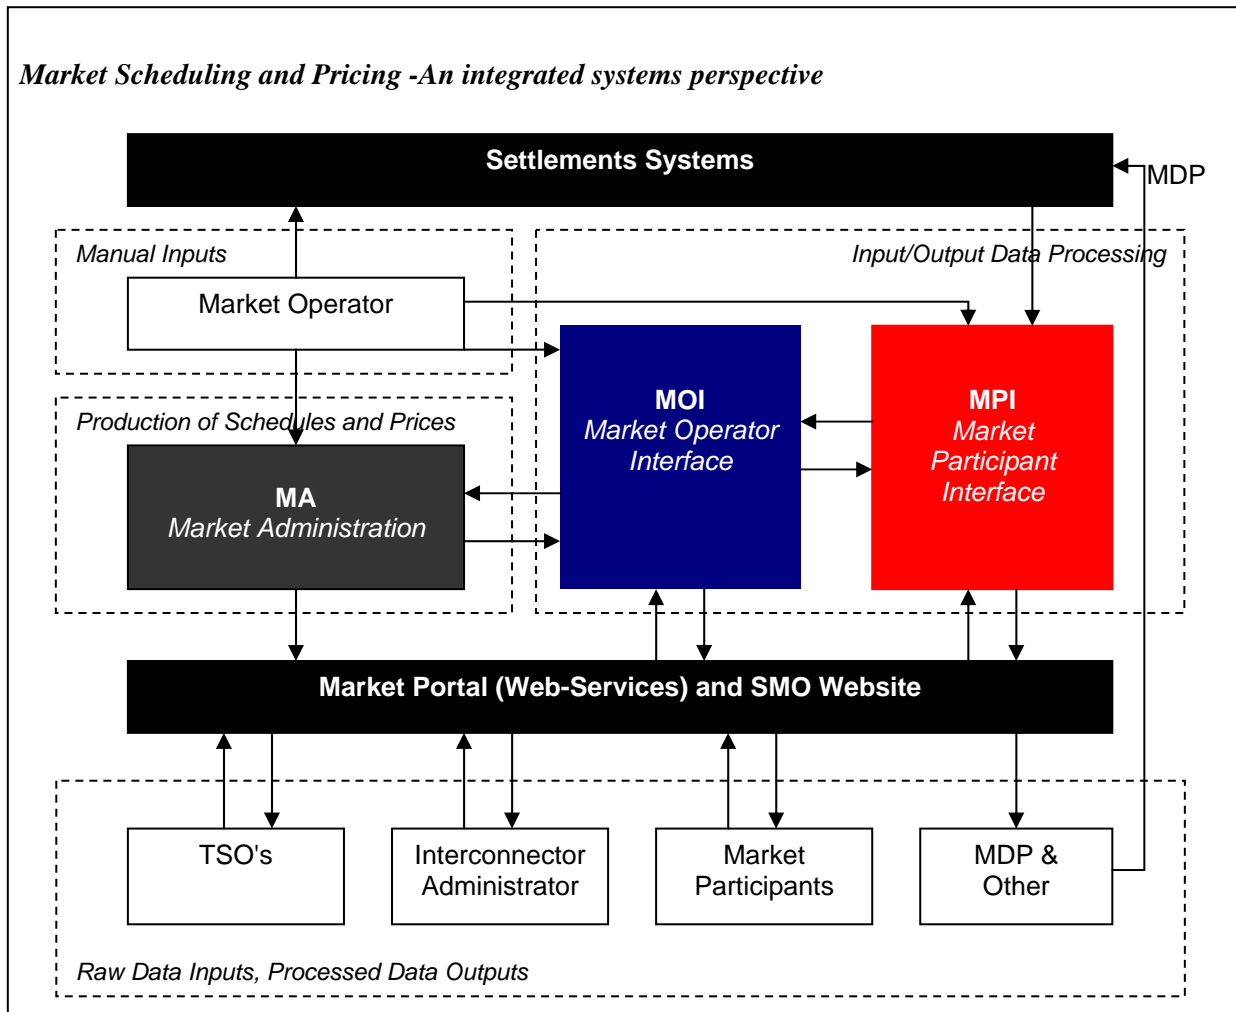 Market Scheduling and Pricing -An integrated systems perspective
Settlements Systems
MDP
Manual Inputs
Input/Output Data Processing
Market Operator
MOI
Market Operator
Interface
MPI
Market
Participant
Interface
Production of Schedules and Prices
MA
Market Administration
Market Portal (Web-Services) and SMO Website
TSO's
Interconnector
Administrator
Market
Participants
MDP &
Other
Raw Data Inputs, Processed Data Outputs